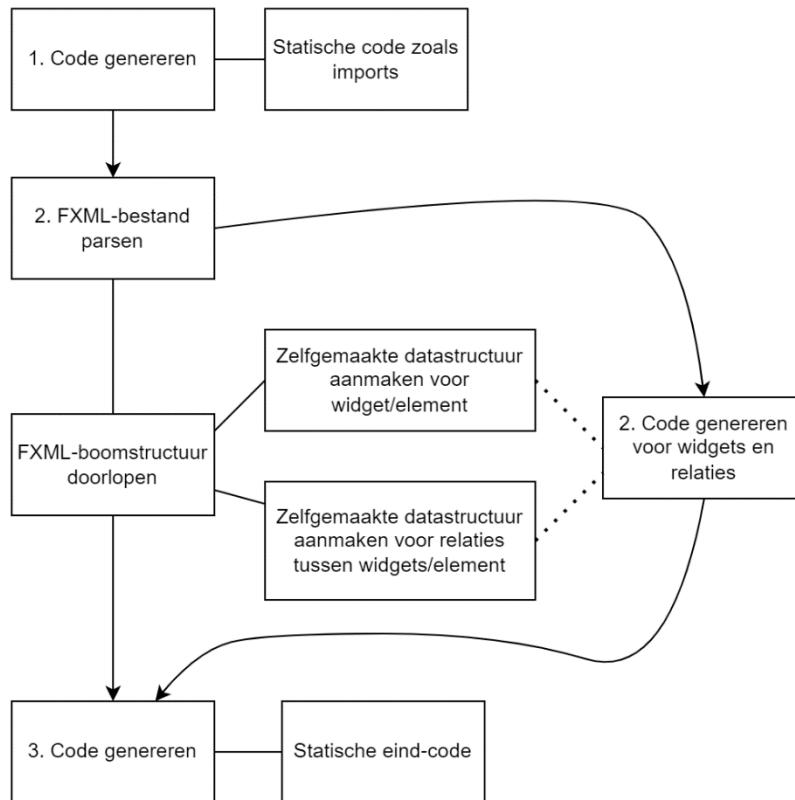 1. Code genereren
Statische code zoals
imports
2. FXML-bestand
parsen
Zelfgemaakte datastructuur
aanmaken voor
widget/element
2. Code genereren
voor widgets en
relaties
FXML-boomstructuur
doorlopen
Zelfgemaakte datastructuur
aanmaken voor relaties
tussen widgets/element
3. Code genereren
Statische eind-code